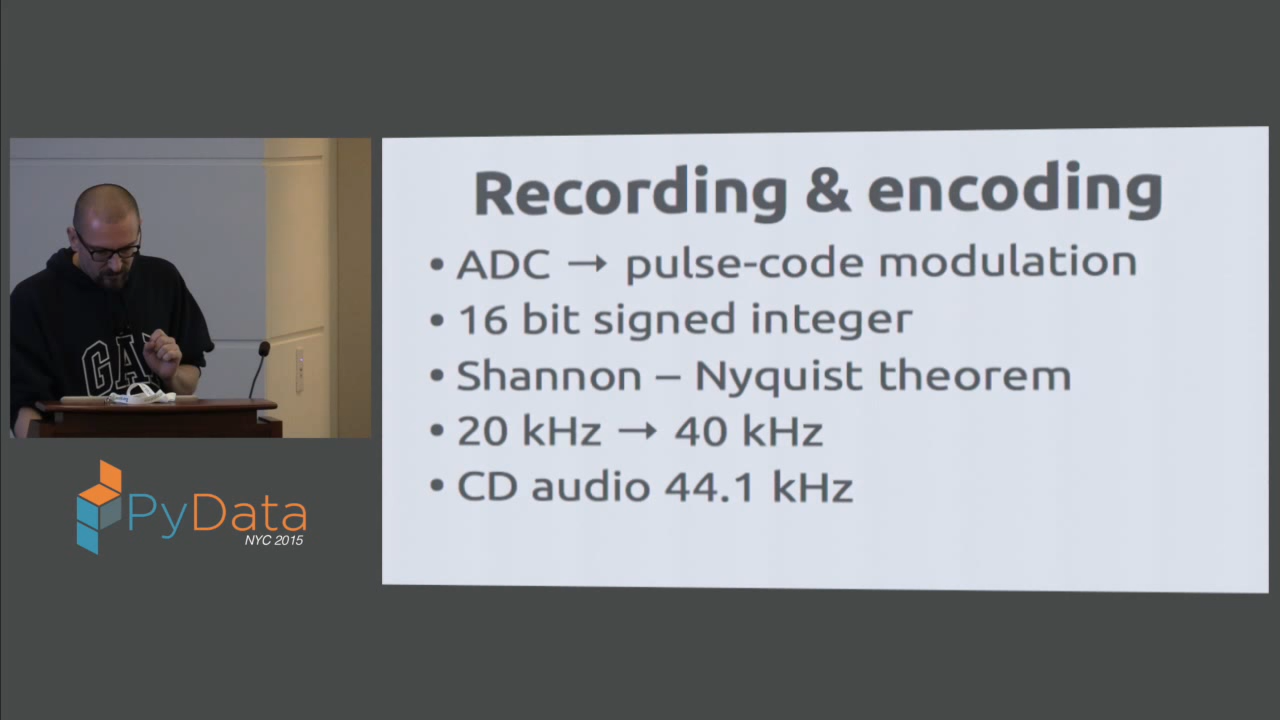 Recording & encoding
• ADC → pulse-code modulation
• 16 bit signed integer
• Shannon – Nyquist theorem
• 20 kHz → 40 kHz
• CD audio 44.1 kHz
GA
PyData
NYC 2015